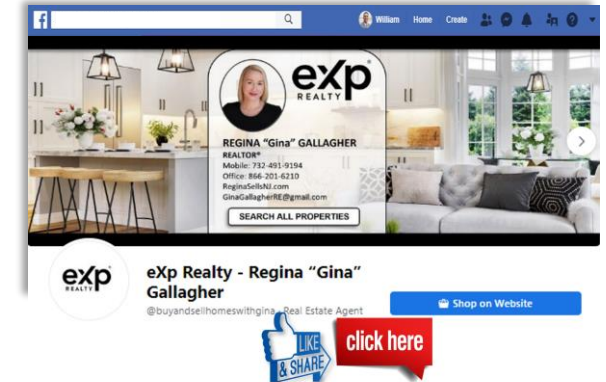 f
William Home Create
eXp
REALTY
REGINA “Gina” GALLAGHER
REALTOR®
Mobile: 732-491-9194
Office: 866-201-6210
ReginaSellsNJ.com
GinaGallagherRE@gmail.com
SEARCH ALL PROPERTIES
eXp
REALTY
eXp Realty - Regina “Gina”
Gallagher
@buyandsellhomeswithgina · Real Estate Agent
Shop on Website
LIKE
& SHARE
click here